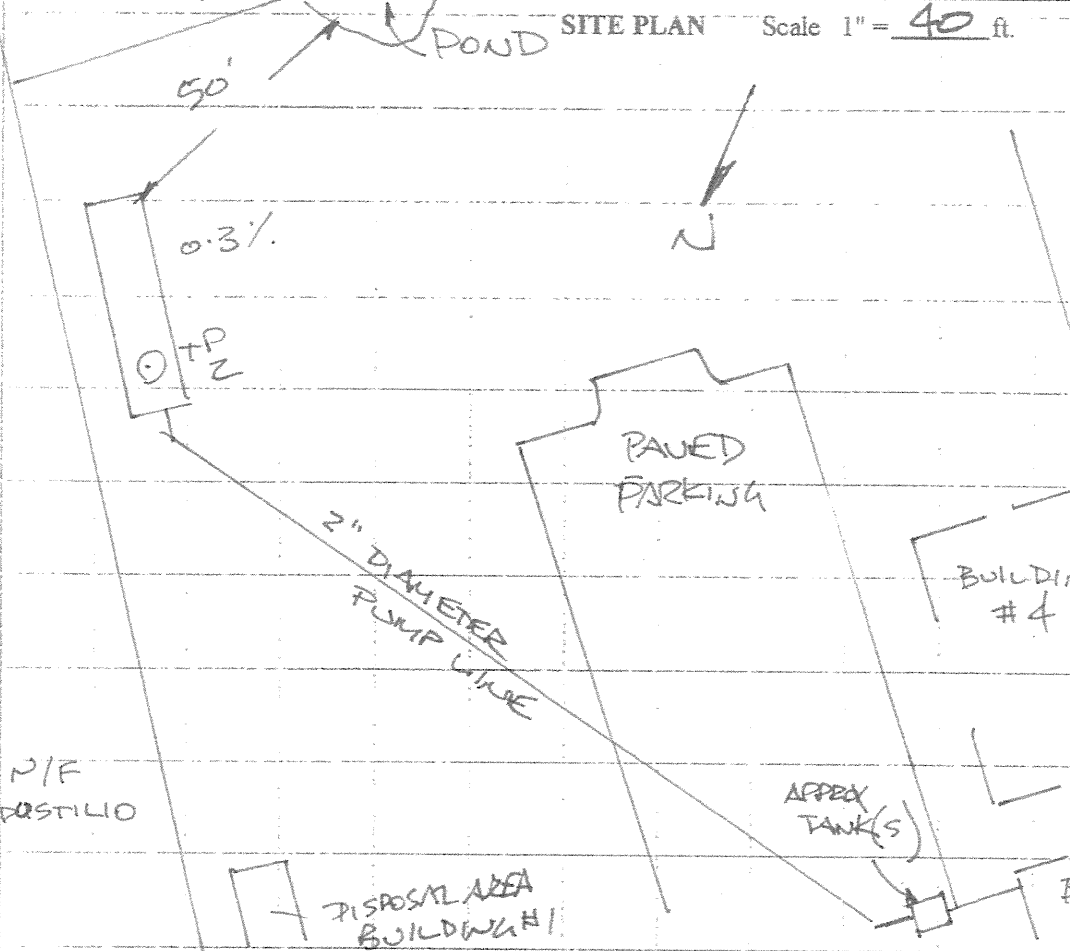 SITE PLAN Scale 1" = 40 ft.
POND
50'
N
0.3%.
TP
2
PAVED
PARKING
2" DIAMETER
PUMP LINE
BUILDI
# 4
N/F
APPROX
TANK(S)
DISPOSAL AREA
BUILDING #1